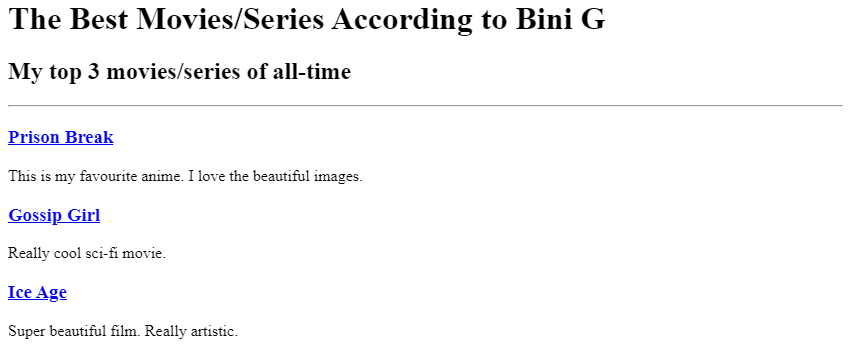 The Best Movies/Series According to Bini G
My top 3 movies/series of all-time
Prison Break
This is my favourite anime. I love the beautiful images.
Gossip Girl
Really cool sci-fi movie.
Ice Age
Super beautiful film. Really artistic.